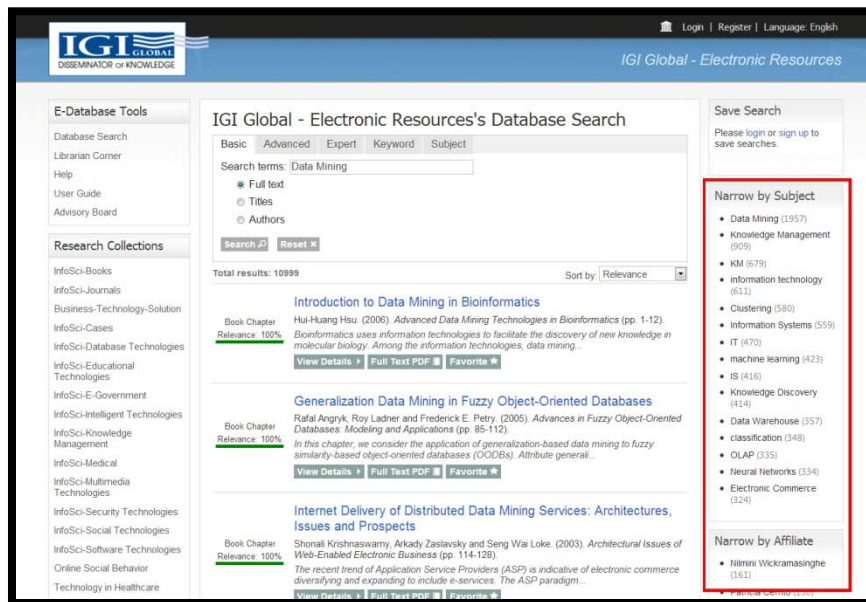 Login | Register | Language: English
IGI GLOBAL
DISSEMINATOR OF KNOWLEDGE
IGI Global - Electronic Resources
E-Database Tools
Database Search
Librarian Corner
Help
User Guide
Advisory Board
Research Collections
InfoSci-Books
InfoSci-Journals
Business-Technology-Solution
InfoSci-Cases
InfoSci-Database Technologies
InfoSci-Educational
Technologies
InfoSci-E-Government
InfoSci-Intelligent Technologies
InfoSci-Knowledge
Management
InfoSci-Medical
InfoSci-Multimedia
Technologies
InfoSci-Security Technologies
InfoSci-Social Technologies
InfoSci-Software Technologies
Online Social Behavior
Technology in Healthcare
IGI Global - Electronic Resources's Database Search
Basic Advanced Expert Keyword Subject
Search terms: Data Mining
Full text
Titles
Authors
Search Reset
Total results: 10999 Sort by: Relevance
Introduction to Data Mining in Bioinformatics
Book Chapter
Relevance: 100%
Hui-Huang Hsu. (2006). Advanced Data Mining Technologies in Bioinformatics (pp. 1-12).
Bioinformatics uses information technologies to facilitate the discovery of new knowledge in
molecular biology. Among the information technologies, data mining...
View Details Full Text PDF Favorite
Generalization Data Mining in Fuzzy Object-Oriented Databases
Book Chapter
Relevance: 100%
Rafal Angryk, Roy Ladner and Frederick E. Petry. (2005). Advances in Fuzzy Object-Oriented
Databases: Modeling and Applications (pp. 85-112).
In this chapter, we consider the application of generalization-based data mining to fuzzy
similarity-based object-oriented databases (OODBs). Attribute generali...
View Details Full Text PDF Favorite
Internet Delivery of Distributed Data Mining Services: Architectures,
Issues and Prospects
Book Chapter
Relevance: 100%
Shonali Krishnaswamy, Arkady Zaslavsky and Seng Wai Loke. (2003). Architectural Issues of
Web-Enabled Electronic Business (pp. 114-128).
The recent trend of Application Service Providers (ASP) is indicative of electronic commerce
diversifying and expanding to include e-services. The ASP paradigm...
View Details Full Text PDF Favorite
Save Search
Please login or sign up to
save searches.
Narrow by Subject
Data Mining (1957)
Knowledge Management
(909)
KM (679)
information technology
(611)
Clustering (580)
Information Systems (559)
IT (470)
machine learning (423)
IS (416)
Knowledge Discovery
(414)
Data Warehouse (357)
classification (348)
OLAP (335)
Neural Networks (334)
Electronic Commerce
(324)
Narrow by Affiliate
Nilmini Wickramasinghe
(161)